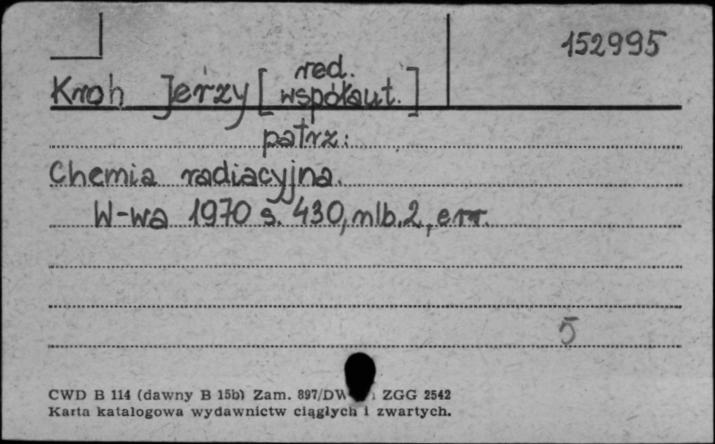 152995
Kroh Jerzy [red. współaut.]
patrz:
Chemia radiacyjna.
W-wa 1970 s. 430, nlb. 2, err.
5
CWD B 114 (dawny B 15b) Zam. 897/DW ZGG 2542
Karta katalogowa wydawnictw ciągłych i zwartych.